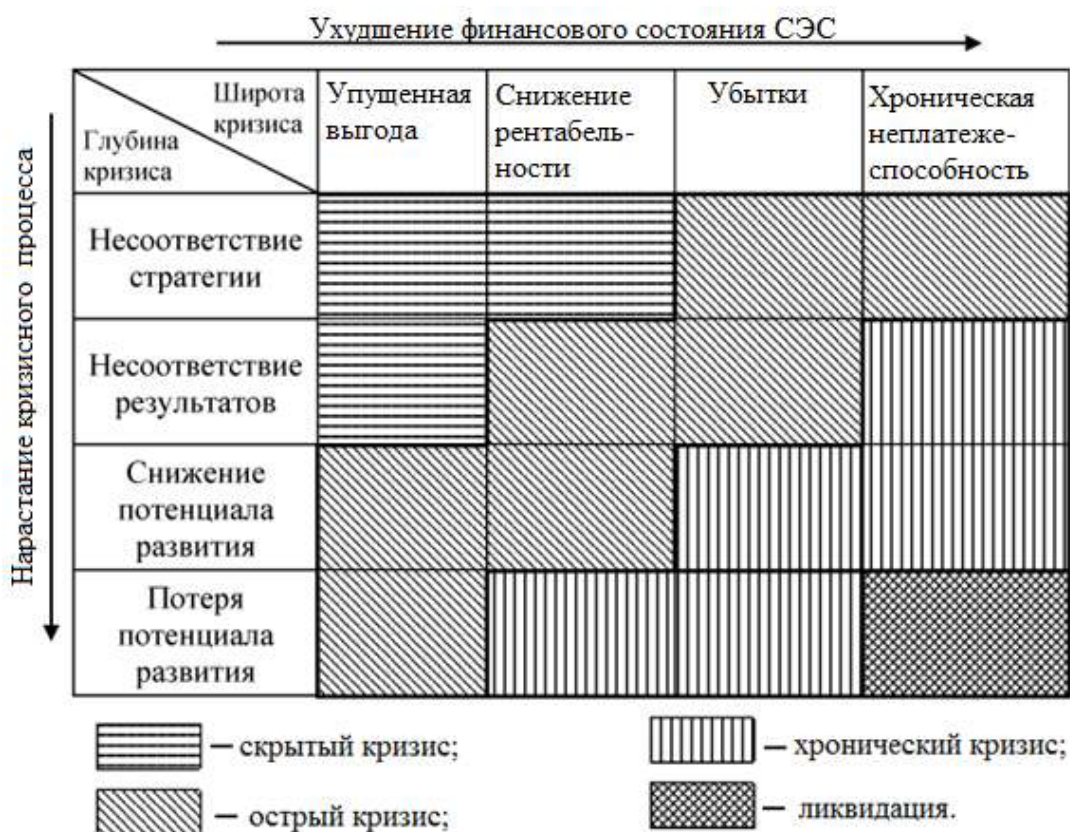 Ухудшение финансового состояния СЭС
Нарастание кризисного процесса
Широта
кризиса
Глубина
кризиса
Упущенная
выгода
Снижение
рентабель-
ности
Убытки
Хроническая
неплатеже-
способность
Несоответствие
стратегии
Несоответствие
результатов
Снижение
потенциала
развития
Потеря
потенциала
развития
— скрытый кризис;
— хронический кризис;
— острый кризис;
— ликвидация.